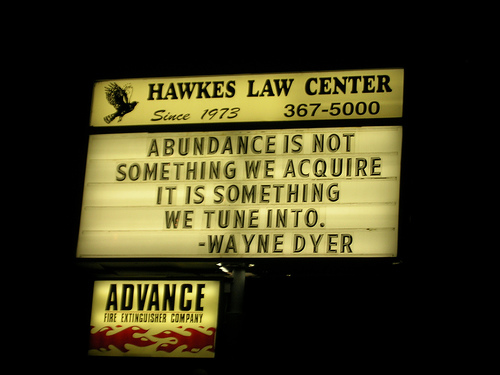 HAWKES LAW CENTER
Since 1973 367-5000
ABUNDANCE IS NOT
SOMETHING WE ACQUIRE
IT IS SOMETHING
WE TUNE INTO.
-WAYNE DYER
ADVANCE
FIRE EXTINGUISHER COMPANY